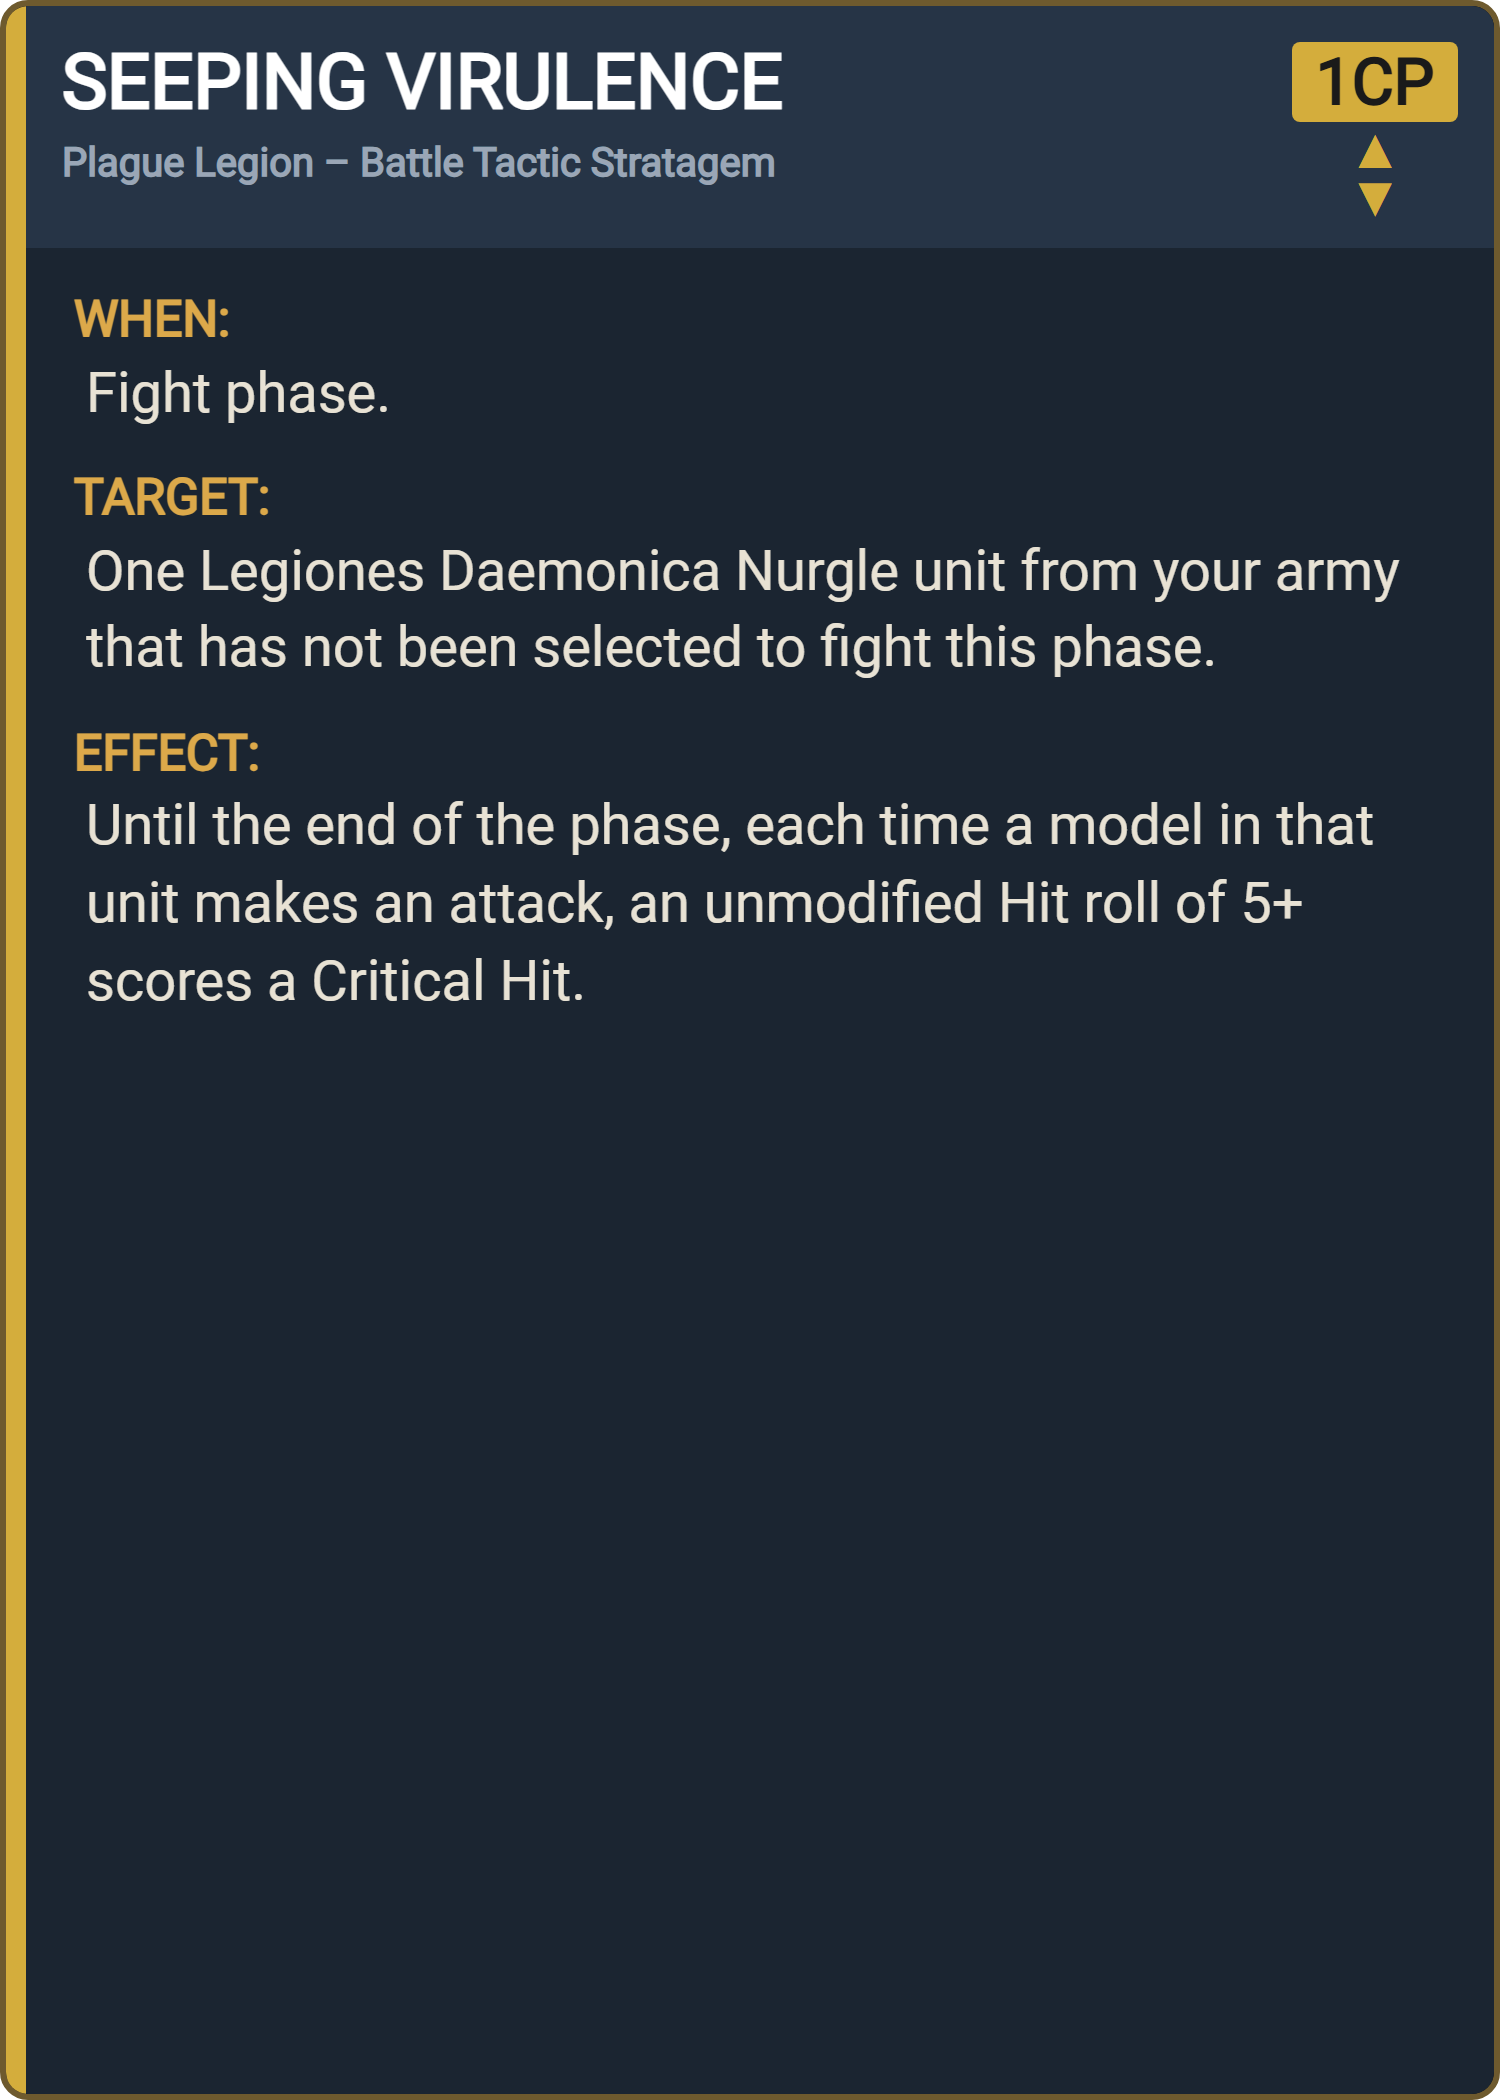 SEEPING VIRULENCE
1CP
Plague Legion – Battle Tactic Stratagem
WHEN:
Fight phase.
TARGET:
One Legiones Daemonica Nurgle unit from your army
that has not been selected to fight this phase.
EFFECT:
Until the end of the phase, each time a model in that
unit makes an attack, an unmodified Hit roll of 5+
scores a Critical Hit.